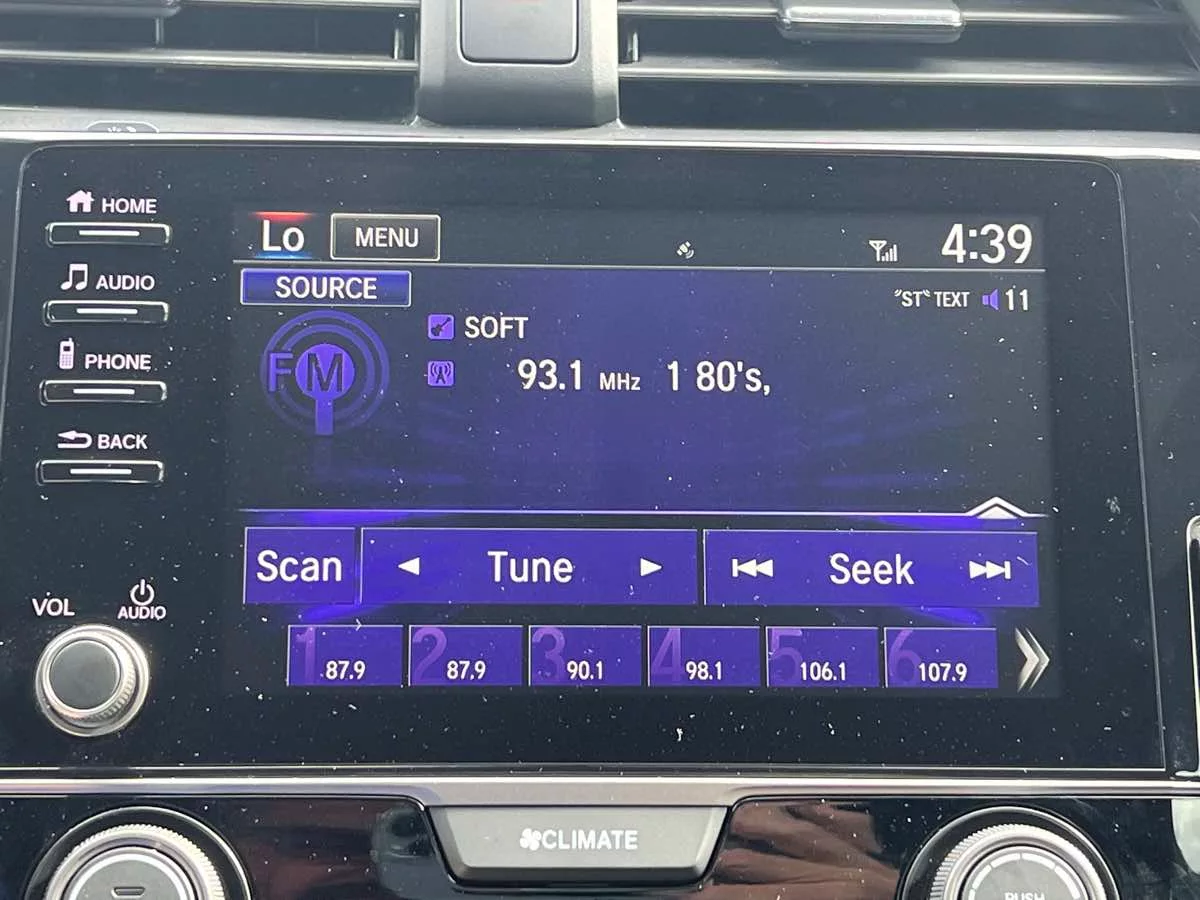 HOME
Lo MENU 4:39
AUDIO
SOURCE "ST" TEXT 11
SOFT
PHONE
FM 93.1 MHz 1 80's,
BACK
Scan Tune Seek
VOL AUDIO
1 87.9 2 87.9 3 90.1 4 98.1 5 106.1 6 107.9
CLIMATE
PUSH